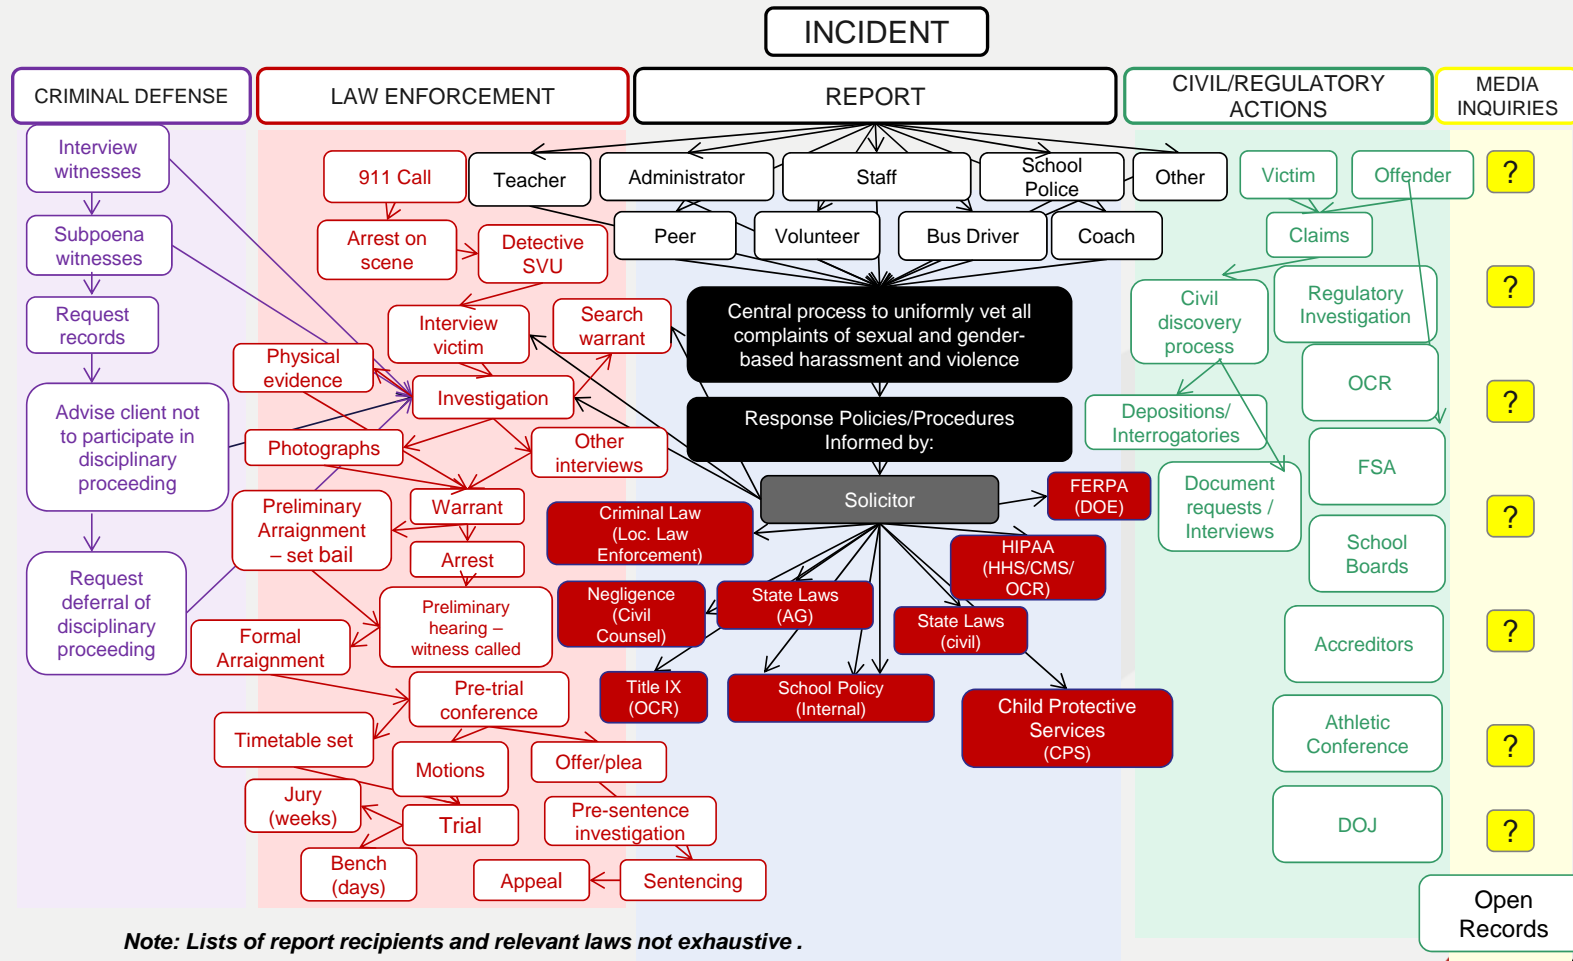 INCIDENT
CRIMINAL DEFENSE
Interview
witnesses
Subpoena
witnesses
Request
records
Advise client not
to participate in
disciplinary
proceeding
Request
deferral of
disciplinary
proceeding
LAW ENFORCEMENT
911 Call
Arrest on
scene
Detective
SVU
Interview
victim
Search
warrant
Physical
evidence
Investigation
Photographs
Other
interviews
Warrant
Preliminary
Arraignment
– set bail
Arrest
Preliminary
hearing –
witness called
Formal
Arraignment
Pre-trial
conference
Timetable set
Motions
Offer/plea
Jury
(weeks)
Trial
Pre-sentence
investigation
Bench
(days)
Appeal
Sentencing
REPORT
Teacher
Administrator
Staff
School
Police
Other
Peer
Volunteer
Bus Driver
Coach
Central process to uniformly vet all
complaints of sexual and gender-
based harassment and violence
Response Policies/Procedures
Informed by:
Solicitor
FERPA
(DOE)
Criminal Law
(Loc. Law
Enforcement)
HIPAA
(HHS/CMS/
OCR)
Negligence
(Civil
Counsel)
State Laws
(AG)
State Laws
(civil)
Title IX
(OCR)
School Policy
(Internal)
Child Protective
Services
(CPS)
CIVIL/REGULATORY
ACTIONS
Victim
Offender
Claims
Civil
discovery
process
Regulatory
Investigation
OCR
Depositions/
Interrogatories
FSA
Document
requests /
Interviews
School
Boards
Accreditors
Athletic
Conference
DOJ
MEDIA
INQUIRIES
?
?
?
?
?
?
?
Open
Records
Note: Lists of report recipients and relevant laws not exhaustive .